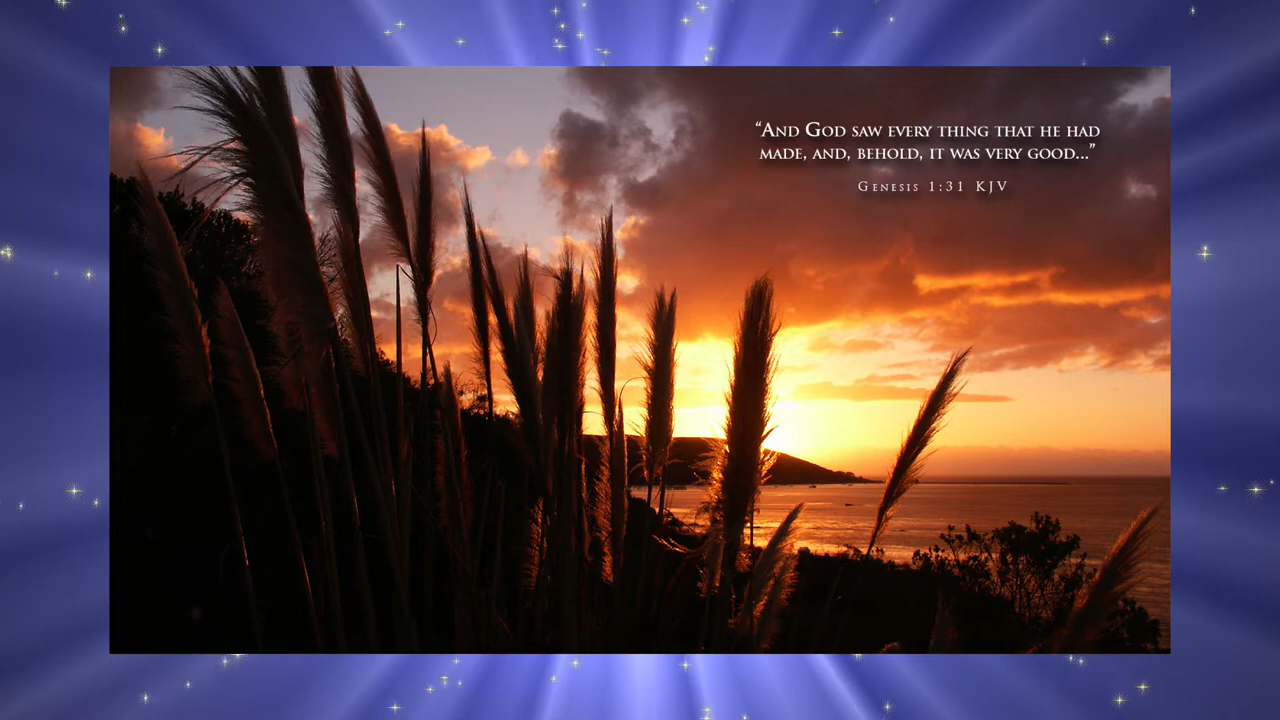 “And God saw every thing that he had
made, and, behold, it was very good...”
Genesis 1:31 KJV